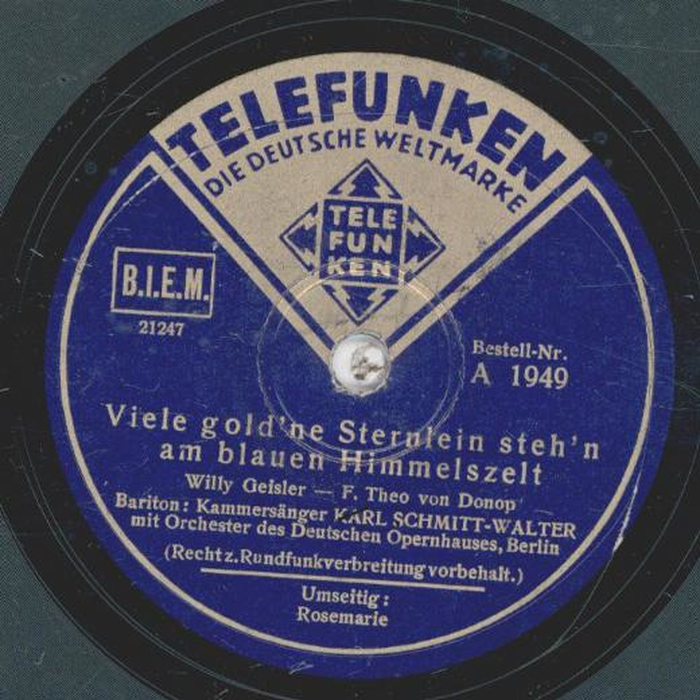 TELEFUNKEN
DIE DEUTSCHE WELTMARKE
TELE
FUN
KEN
B.I.E.M.
21247
Bestell-Nr.
A 1949
Viele gold'ne Sternlein steh'n
am blauen Himmelszelt
Willy Geisler — F. Theo von Donop
Bariton: Kammersänger KARL SCHMITT-WALTER
mit Orchester des Deutschen Opernhauses, Berlin
(Recht z. Rundfunkverbreitung vorbehalt.)
Umseitig:
Rosemarie